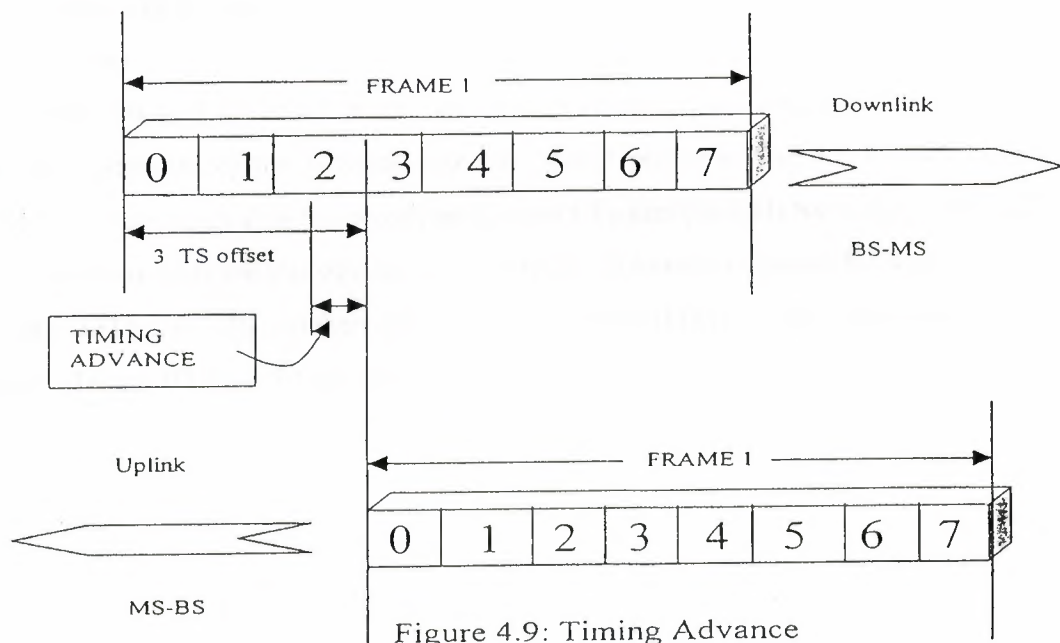 FRAME 1
Downlink
0 1 2 3 4 5 6 7
3 TS offset
BS-MS
TIMING
ADVANCE
Uplink
FRAME 1
0 1 2 3 4 5 6 7
MS-BS
Figure 4.9: Timing Advance